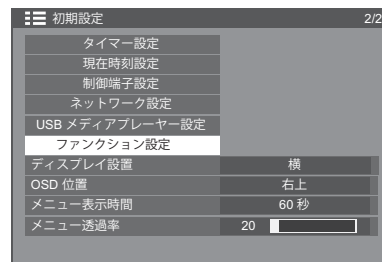 初期設定 2/2
タイマー設定
現在時刻設定
制御端子設定
ネットワーク設定
USB メディアプレーヤー設定
ファンクション設定
ディスプレイ設置 横
OSD 位置 右上
メニュー表示時間 60 秒
メニュー透過率 20